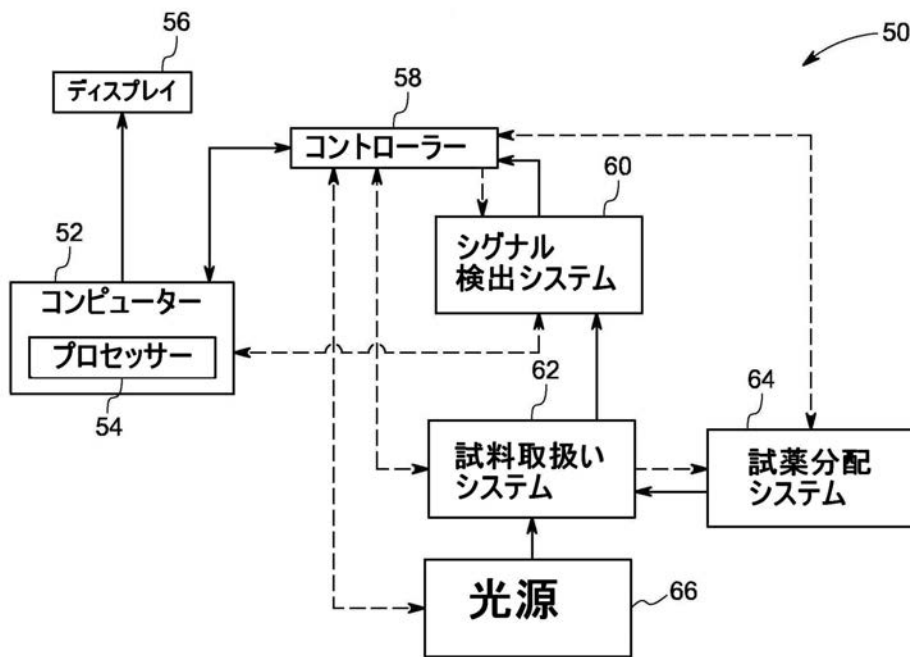 56
50
ディスプレイ
58
コントローラー
60
52
シグナル
検出システム
コンピューター
プロセッサー
54
62
64
試料取扱い
システム
試薬分配
システム
光源
66